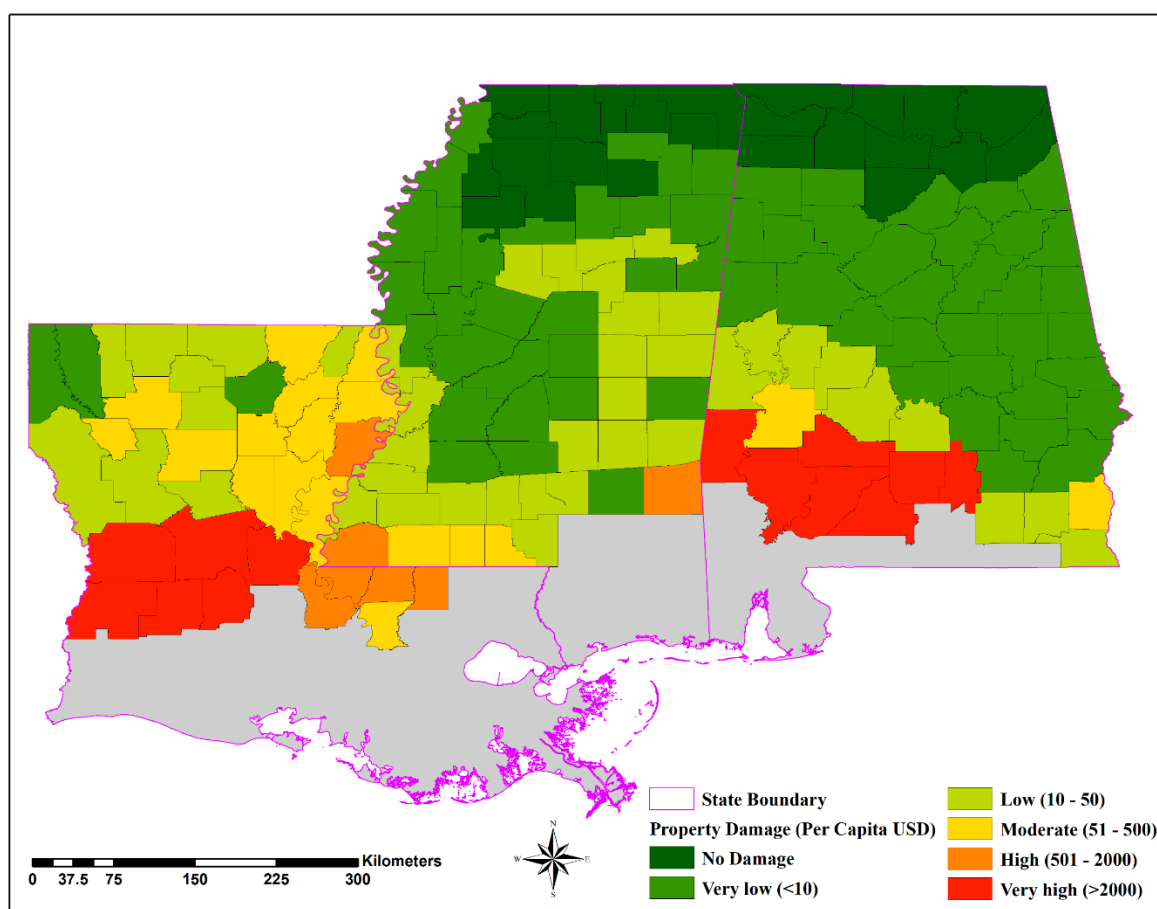 State Boundary
Property Damage (Per Capita USD)
No Damage
Very low (<10)
Low (10 - 50)
Moderate (51 - 500)
High (501 - 2000)
Very high (>2000)
N
W E
S
Kilometers
0 37.5 75 150 225 300